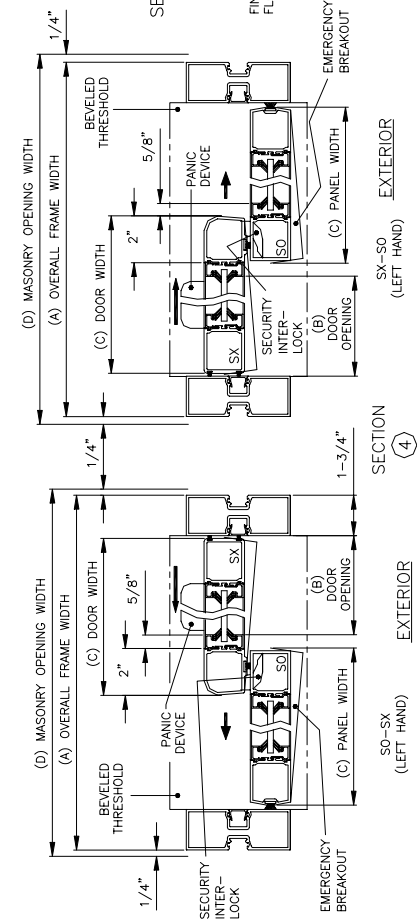 (D) MASONRY OPENING WIDTH
(A) OVERALL FRAME WIDTH
(C) DOOR WIDTH
1/4"
5/8"
2"
BEVELED
THRESHOLD
PANIC
DEVICE
SECURITY
INTER-
LOCK
SX
SO
(B)
DOOR
OPENING
1-3/4"
(C) PANEL WIDTH
EMERGENCY
BREAKOUT
EXTERIOR
SO-SX
(LEFT HAND)
1/4"
SECTION
4
(D) MASONRY OPENING WIDTH
(A) OVERALL FRAME WIDTH
(C) DOOR WIDTH
1/4"
5/8"
2"
BEVELED
THRESHOLD
PANIC
DEVICE
SECURITY
INTER-
LOCK
SX
SO
(B)
DOOR
OPENING
(C) PANEL WIDTH
EMERGENCY
BREAKOUT
EXTERIOR
SX-SO
(LEFT HAND)
SE
FIN
FL